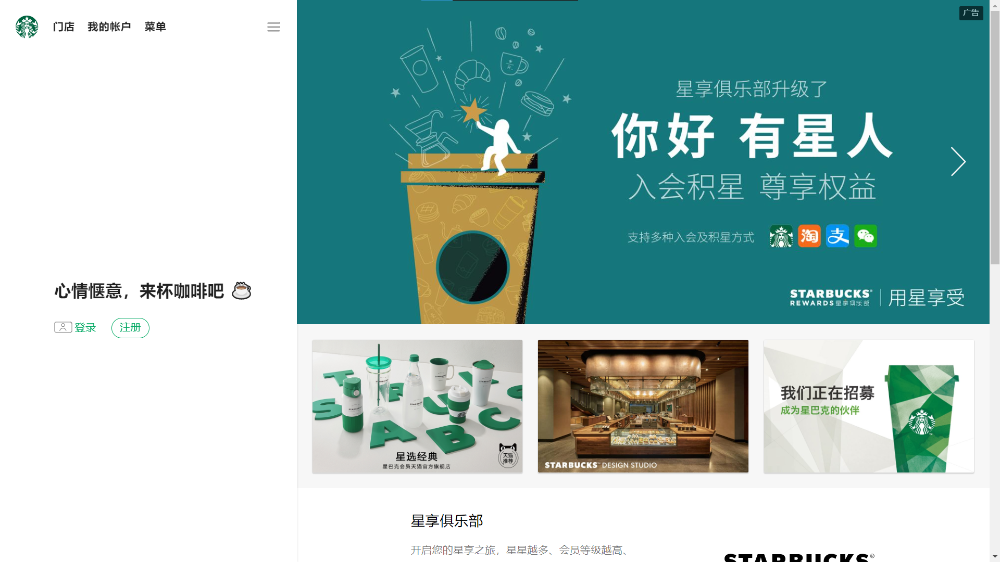 门店 我的帐户 菜单
心情惬意，来杯咖啡吧
登录 注册
广告
星享俱乐部升级了
你好 有星人
入会积星 尊享权益
支持多种入会及积星方式
淘 支
STARBUCKS®
REWARDS 星享俱乐部
用星享受
星选经典
星巴克会员天猫官方旗舰店
天猫
推荐
STARBUCKS™ DESIGN STUDIO
我们正在招募
成为星巴克的伙伴
星享俱乐部
开启您的星享之旅，星星越多、会员等级越高、
STARBUCKS®